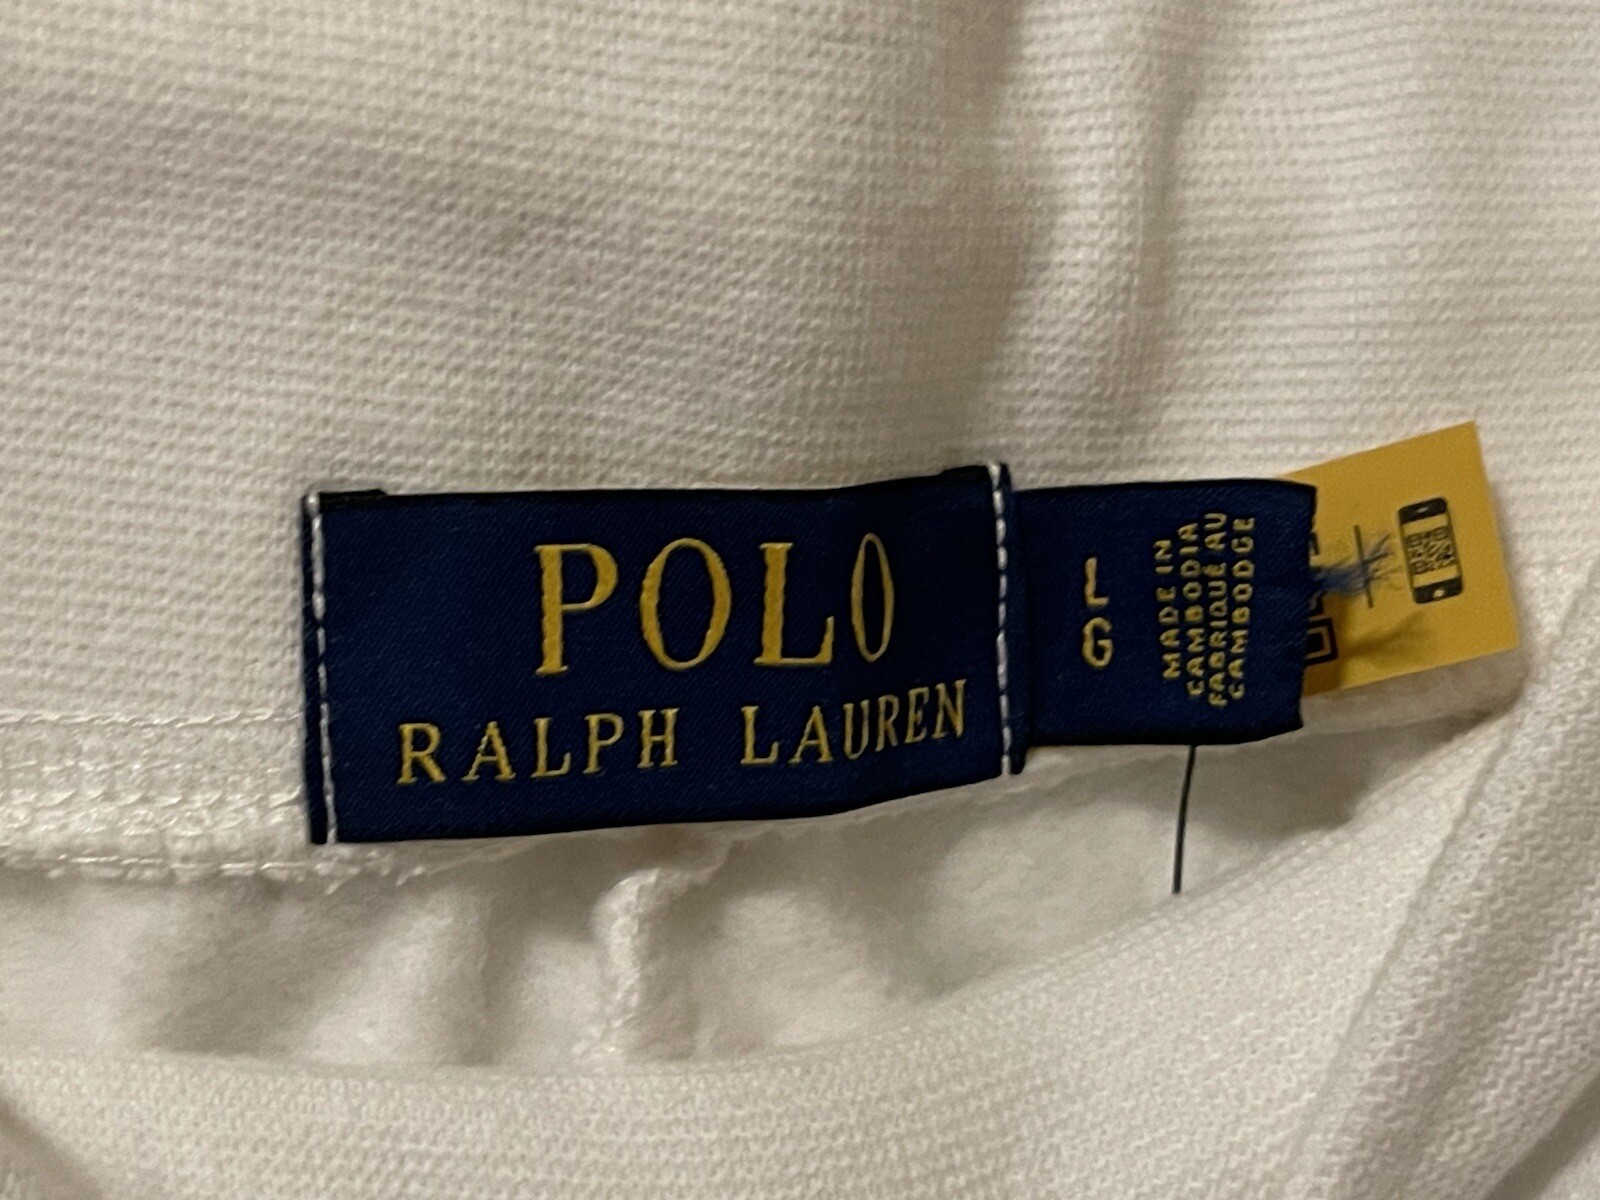 POLO
RALPH LAUREN
L
G
MADE IN
CAMBODIA
FABRIQUÉ AU
CAMBODGE